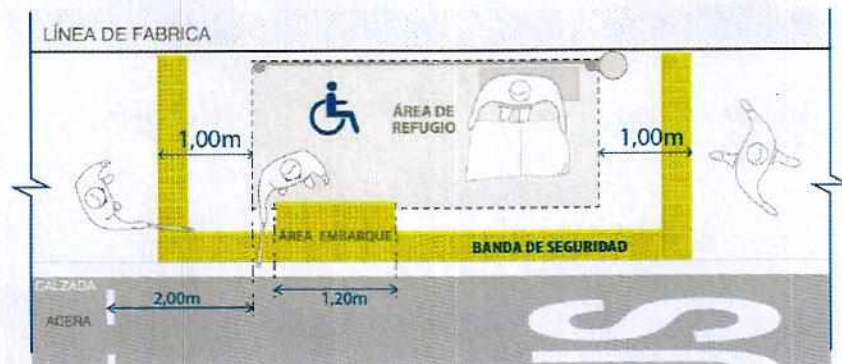 LÍNEA DE FABRICA
ÁREA DE
REFUGIO
1,00m
1,00m
ÁREA EMBARQUE
BANDA DE SEGURIDAD
CALZADA
ACERA
2,00m
1,20m